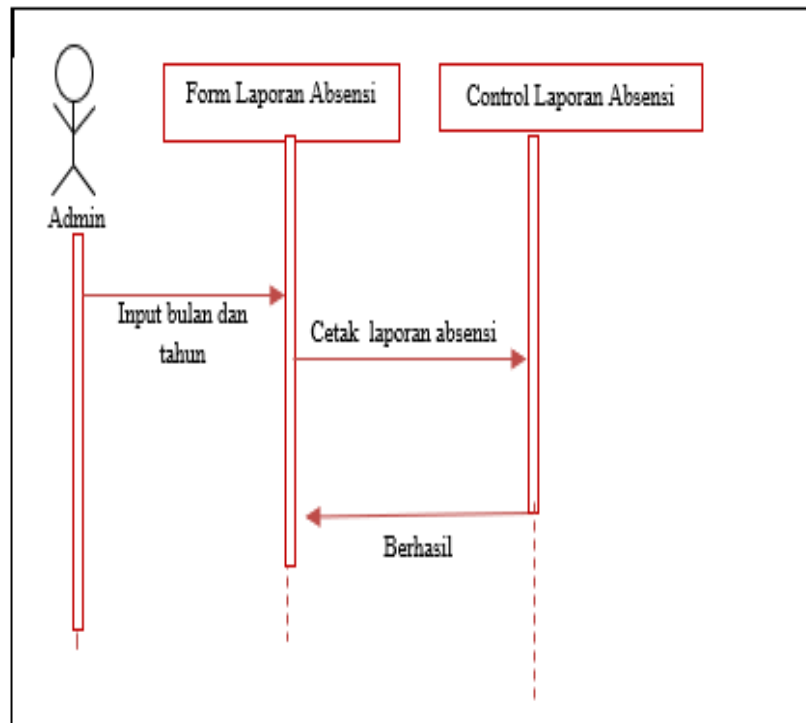 Form Laporan Absensi
Control Laporan Absensi
Admin
Input bulan dan
tahun
Cetak laporan absensi
Berhasil